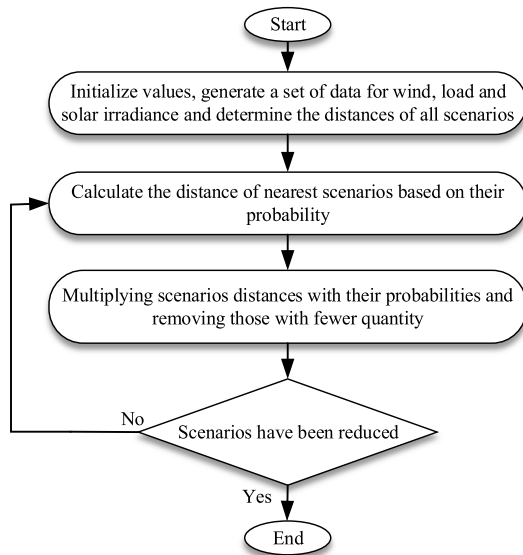 Start
Initialize values, generate a set of data for wind, load and
solar irradiance and determine the distances of all scenarios
Calculate the distance of nearest scenarios based on their
probability
Multiplying scenarios distances with their probabilities and
removing those with fewer quantity
No
Scenarios have been reduced
Yes
End